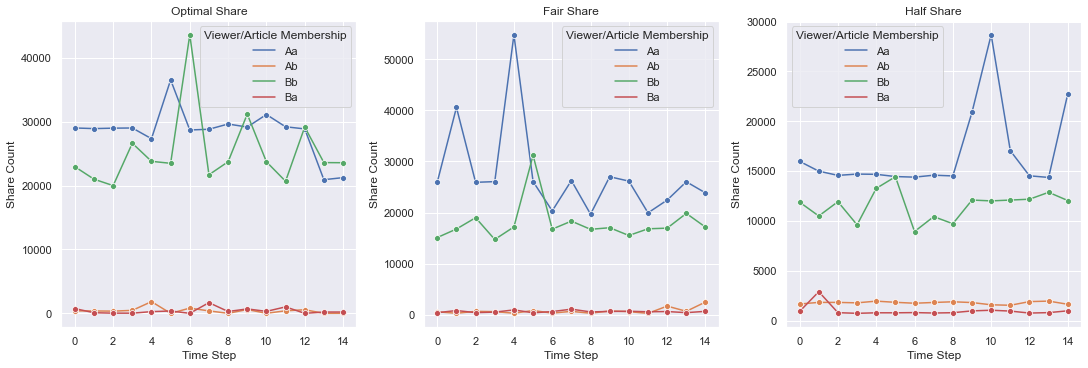 Optimal Share
Share Count
40000
30000
20000
10000
0
Viewer/Article Membership
Aa
Ab
Bb
Ba
0 2 4 6 8 10 12 14
Time Step
Fair Share
Share Count
50000
40000
30000
20000
10000
0
Viewer/Article Membership
Aa
Ab
Bb
Ba
0 2 4 6 8 10 12 14
Time Step
Half Share
Share Count
30000
25000
20000
15000
10000
5000
0
Viewer/Article Membership
Aa
Ab
Bb
Ba
0 2 4 6 8 10 12 14
Time Step